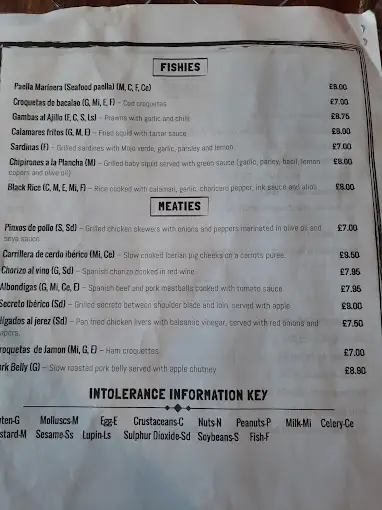 FISHIES
Paella Marinera (Seafood paella) (M, C, F, Ce) £8.00
Croquetas de bacalao (G, Mi, E, F) – Cod croquetas £7.00
Gambas al Ajillo (F, C, S, Ls) – Prawns with garlic and chilli £8.75
Calamares fritos (G, M, E) – Fried squid with tartar sauce £8.00
Sardinas (F) – Grilled sardines with Mojo verde, garlic, parsley and lemon £7.00
Chipirones a la Plancha (M) – Grilled baby squid served with green sauce (garlic, parsley, basil, lemon £8.00
capers and olive oil)
Black Rice (C, M, E, Mi, F) – Rice cooked with calamari, garlic, choricero pepper, ink sauce and alioli £8.00
MEATIES
Pinxos de pollo (S, Sd) – Grilled chicken skewers with onions and peppers marinated in olive oil and £7.00
soya sauce
Carrillera de cerdo ibérico (Mi, Ce) – Slow cooked Iberian pig cheeks on a carrots puree. £8.50
Chorizo al vino (G, Sd) – Spanish chorizo cooked in red wine £7.95
Albondigas (G, Mi, Ce, E) – Spanish beef and pork meatballs cooked with tomato sauce £7.95
Secreto Ibérico (Sd) – Grilled secreto between shoulder blade and loin, served with apple £9.00
ígados al jerez (Sd) – Pan fried chicken livers with balsamic vinegar, served with red onions and £7.50
pers.
roquetas de Jamon (Mi, G, E) – Ham croquettes £7.00
ork Belly (G) – Slow roasted pork belly served with apple chutney £8.90
INTOLERANCE INFORMATION KEY
uten-G Molluscs-M Egg-E Crustaceans-C Nuts-N Peanuts-P Milk-Mi Celery-Ce
stard-M Sesame-Ss Lupin-Ls Sulphur Dioxide-Sd Soybeans-S Fish-F